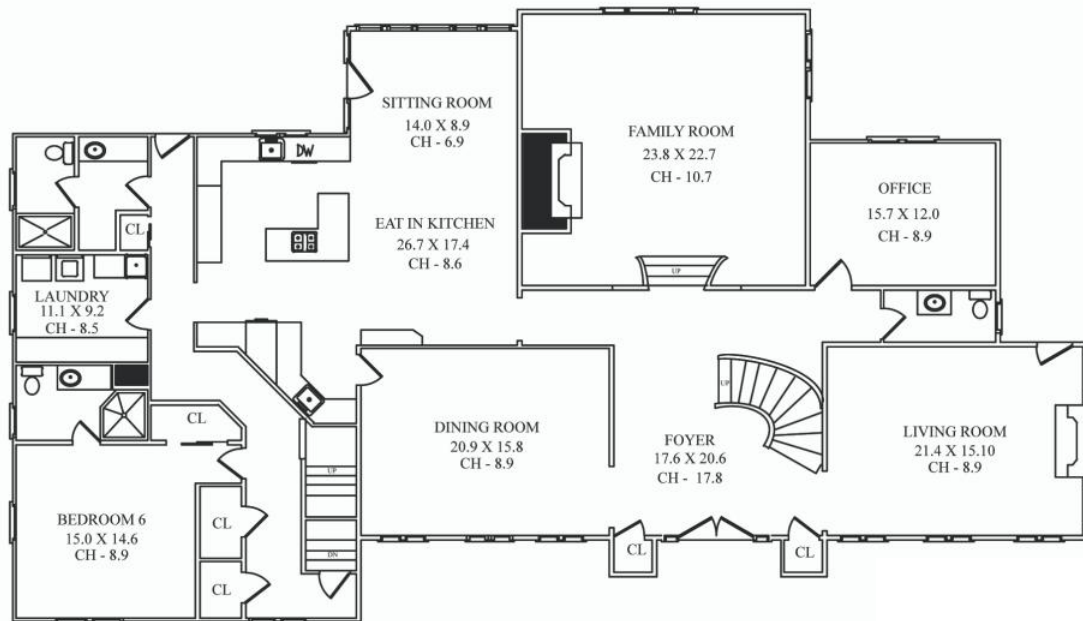 SITTING ROOM
14.0 X 8.9
CH - 6.9
DW
FAMILY ROOM
23.8 X 22.7
CH - 10.7
UP
OFFICE
15.7 X 12.0
CH - 8.9
EAT IN KITCHEN
26.7 X 17.4
CH - 8.6
CL
LAUNDRY
11.1 X 9.2
CH - 8.5
CL
UP
DINING ROOM
20.9 X 15.8
CH - 8.9
FOYER
17.6 X 20.6
CH - 17.8
UP
LIVING ROOM
21.4 X 15.10
CH - 8.9
BEDROOM 6
15.0 X 14.6
CH - 8.9
CL
CL
DN
CL
CL